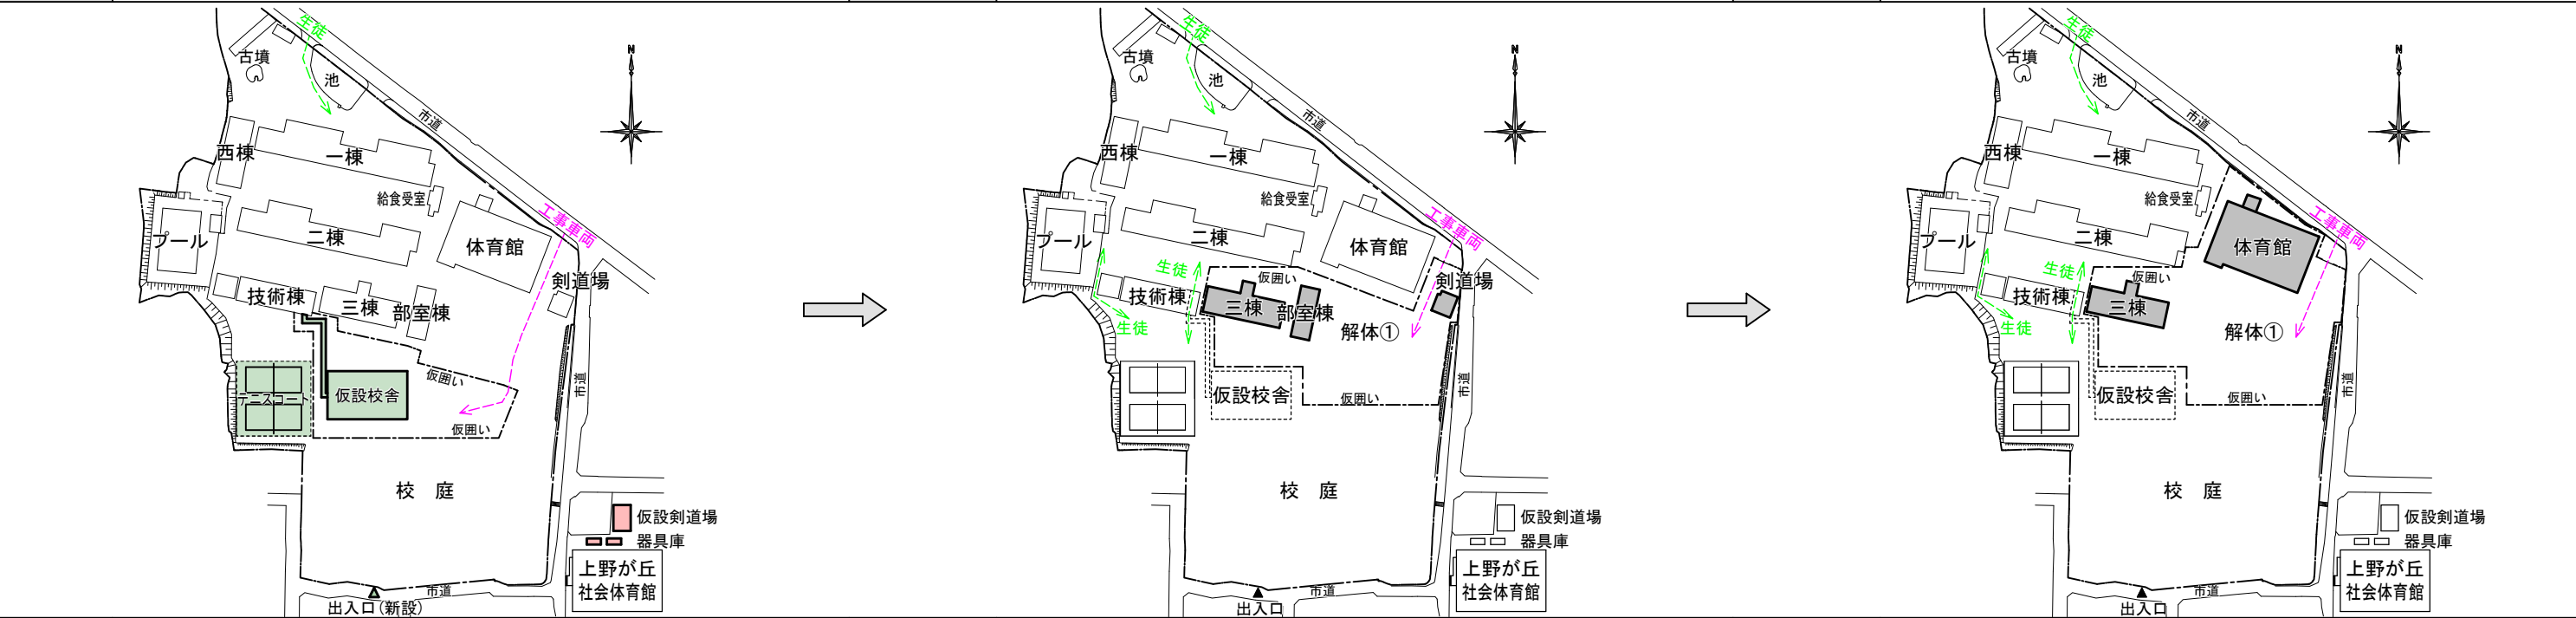 生徒
古墳
池
市道
N
西棟
一棟
給食受室
工事車両
プール
二棟
体育館
剣道場
技術棟
三棟
部室棟
仮囲い
テニスコート
仮設校舎
市道
仮囲い
校 庭
仮設剣道場
器具庫
上野が丘
社会体育館
市道
出入口(新設)
生徒
古墳
池
市道
N
西棟
一棟
給食受室
工事車両
プール
二棟
体育館
生徒
仮囲い
剣道場
技術棟
三棟
部室棟
生徒
解体①
市道
仮設校舎
仮囲い
校 庭
仮設剣道場
器具庫
上野が丘
社会体育館
市道
出入口
生徒
古墳
池
市道
N
西棟
一棟
給食受室
工事車両
プール
二棟
体育館
生徒
仮囲い
技術棟
三棟
生徒
解体①
市道
仮設校舎
仮囲い
校 庭
仮設剣道場
器具庫
上野が丘
社会体育館
市道
出入口